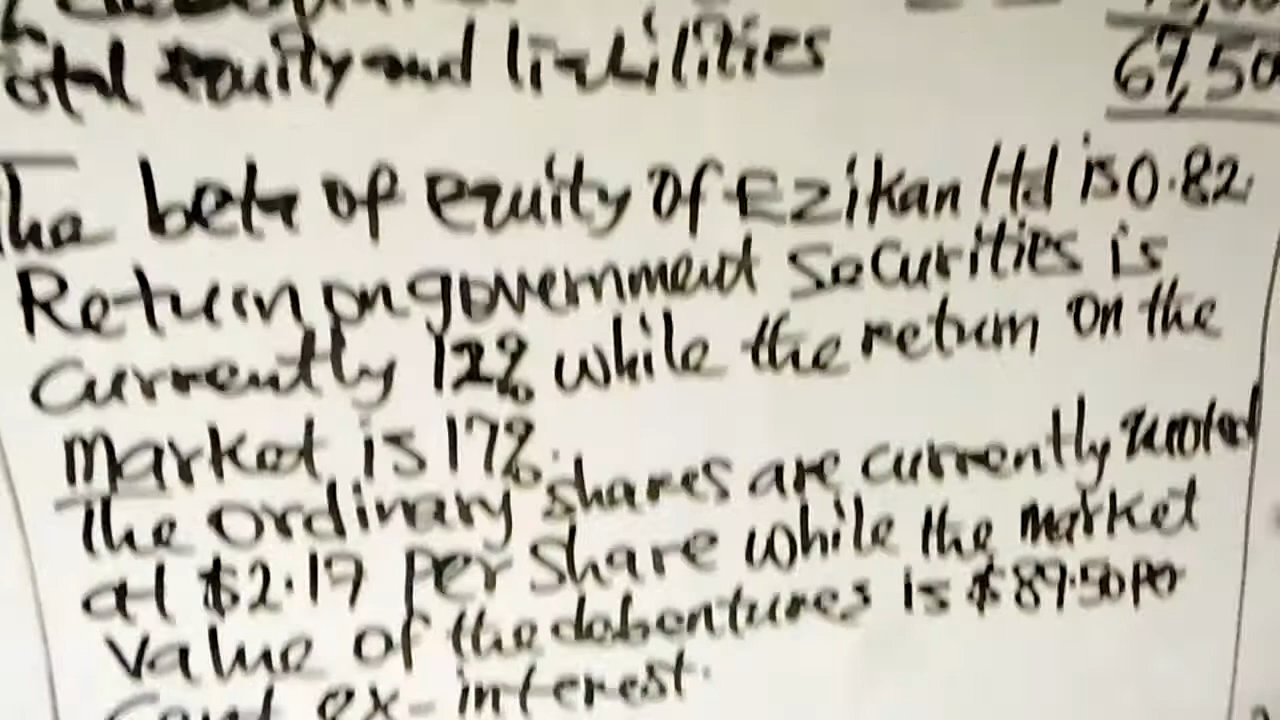 otal equity and liabilities 67,50
The beta of equity of Ezikan Ltd is 0.82.
Return on government Securities is
currently 12% while the return on the
market is 17%.
The ordinary shares are currently quoted
at $2.17 per share while the market
value of the debentures is $89.50 per
cent ex-interest.